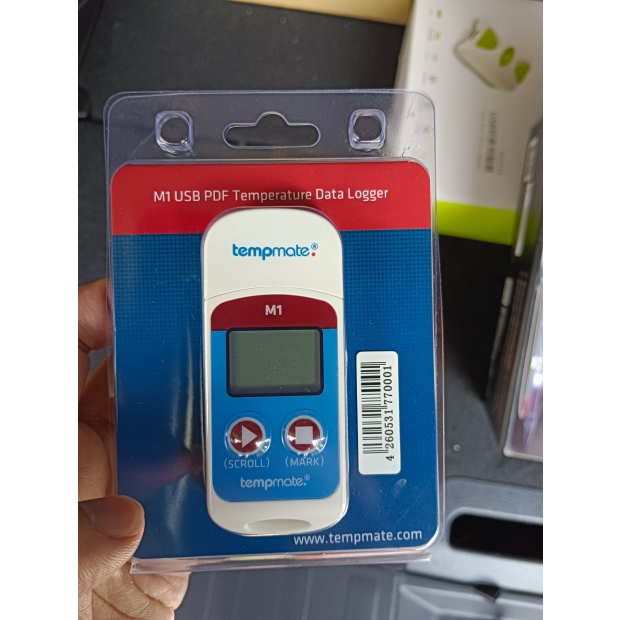 M1 USB PDF Temperature Data Logger
tempmate.®
M1
(SCROLL) (MARK)
tempmate.®
4 260531 770001
www.tempmate.com